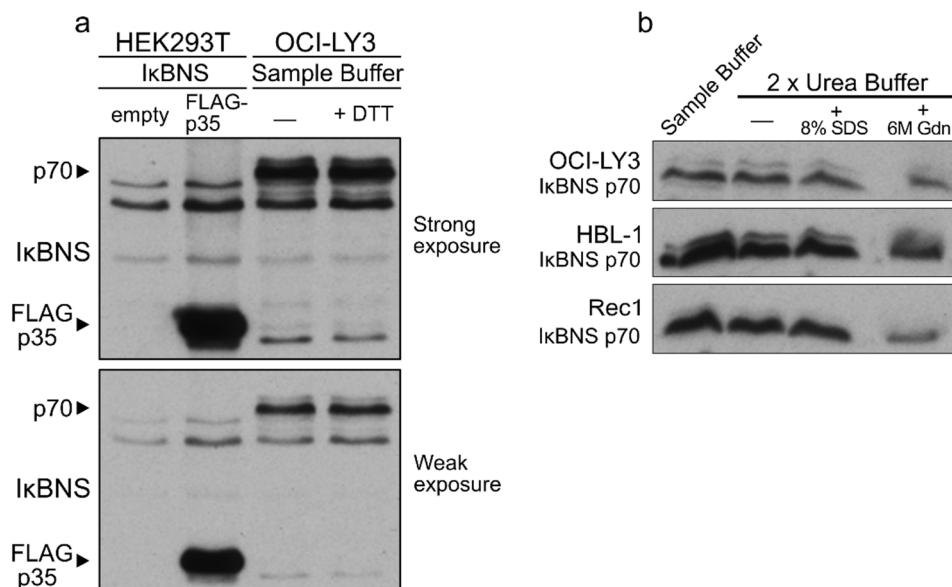 a
HEK293T OCI-LY3
IκBNS Sample Buffer
empty FLAG-p35 — + DTT
p70
IκBNS
FLAG
p35
Strong
exposure
p70
IκBNS
FLAG
p35
Weak
exposure
b
Sample Buffer
2 x Urea Buffer
— + +
8% SDS 6M Gdn
OCI-LY3
IκBNS p70
HBL-1
IκBNS p70
Rec1
IκBNS p70